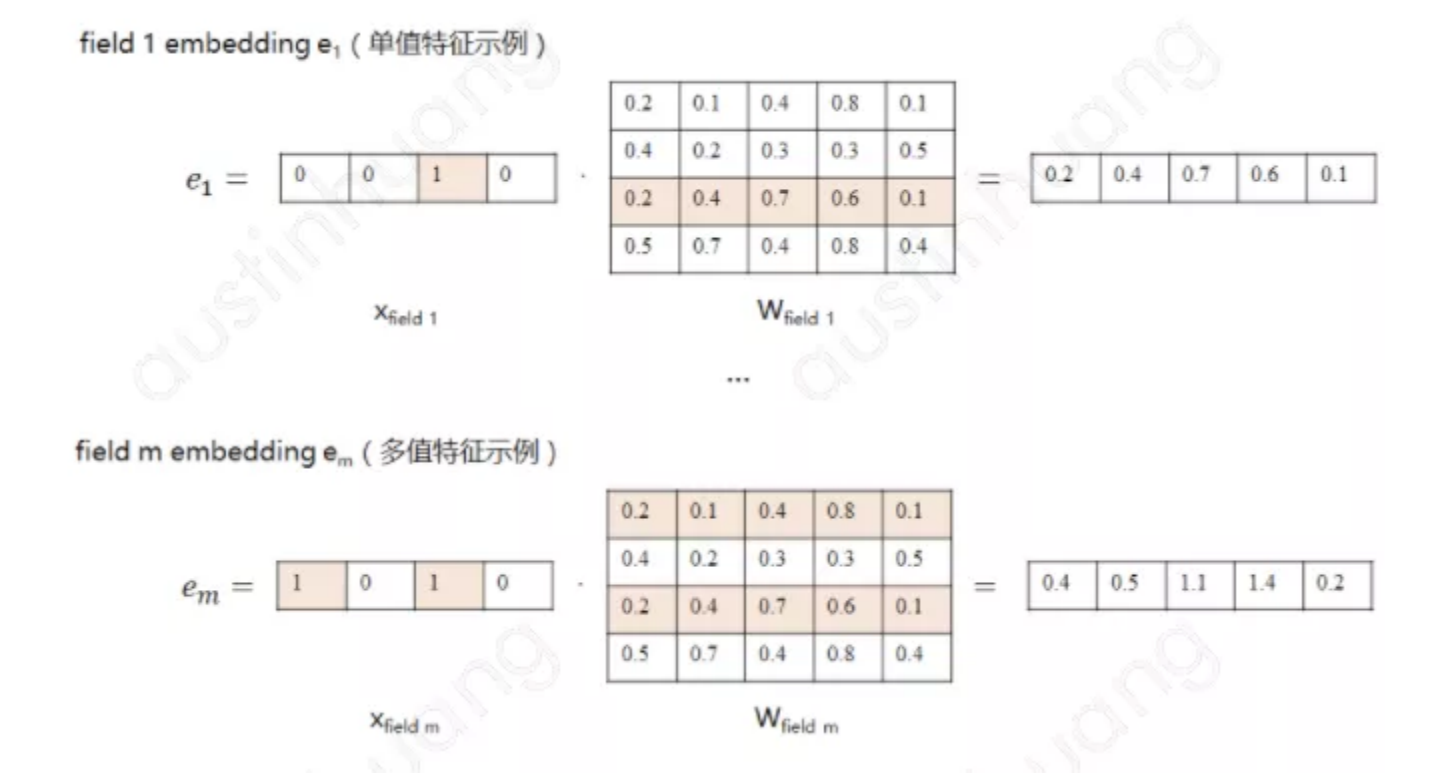 field 1 embedding e₁ ( 单值特征示例 )
0.2 0.1 0.4 0.8 0.1
0.4 0.2 0.3 0.3 0.5
e₁ = 0 0 1 0 · 0.2 0.4 0.7 0.6 0.1 = 0.2 0.4 0.7 0.6 0.1
0.5 0.7 0.4 0.8 0.4
x_field 1 W_field 1
...
field m embedding eₘ ( 多值特征示例 )
0.2 0.1 0.4 0.8 0.1
0.4 0.2 0.3 0.3 0.5
eₘ = 1 0 1 0 · 0.2 0.4 0.7 0.6 0.1 = 0.4 0.5 1.1 1.4 0.2
0.5 0.7 0.4 0.8 0.4
x_field m W_field m
austinhuang
austinhuang